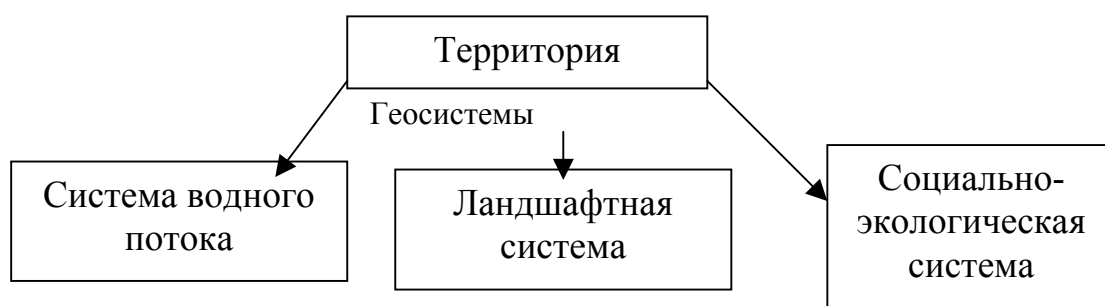 Территория
Геосистемы
Система водного
потока
Ландшафтная
система
Социально-
экологическая
система